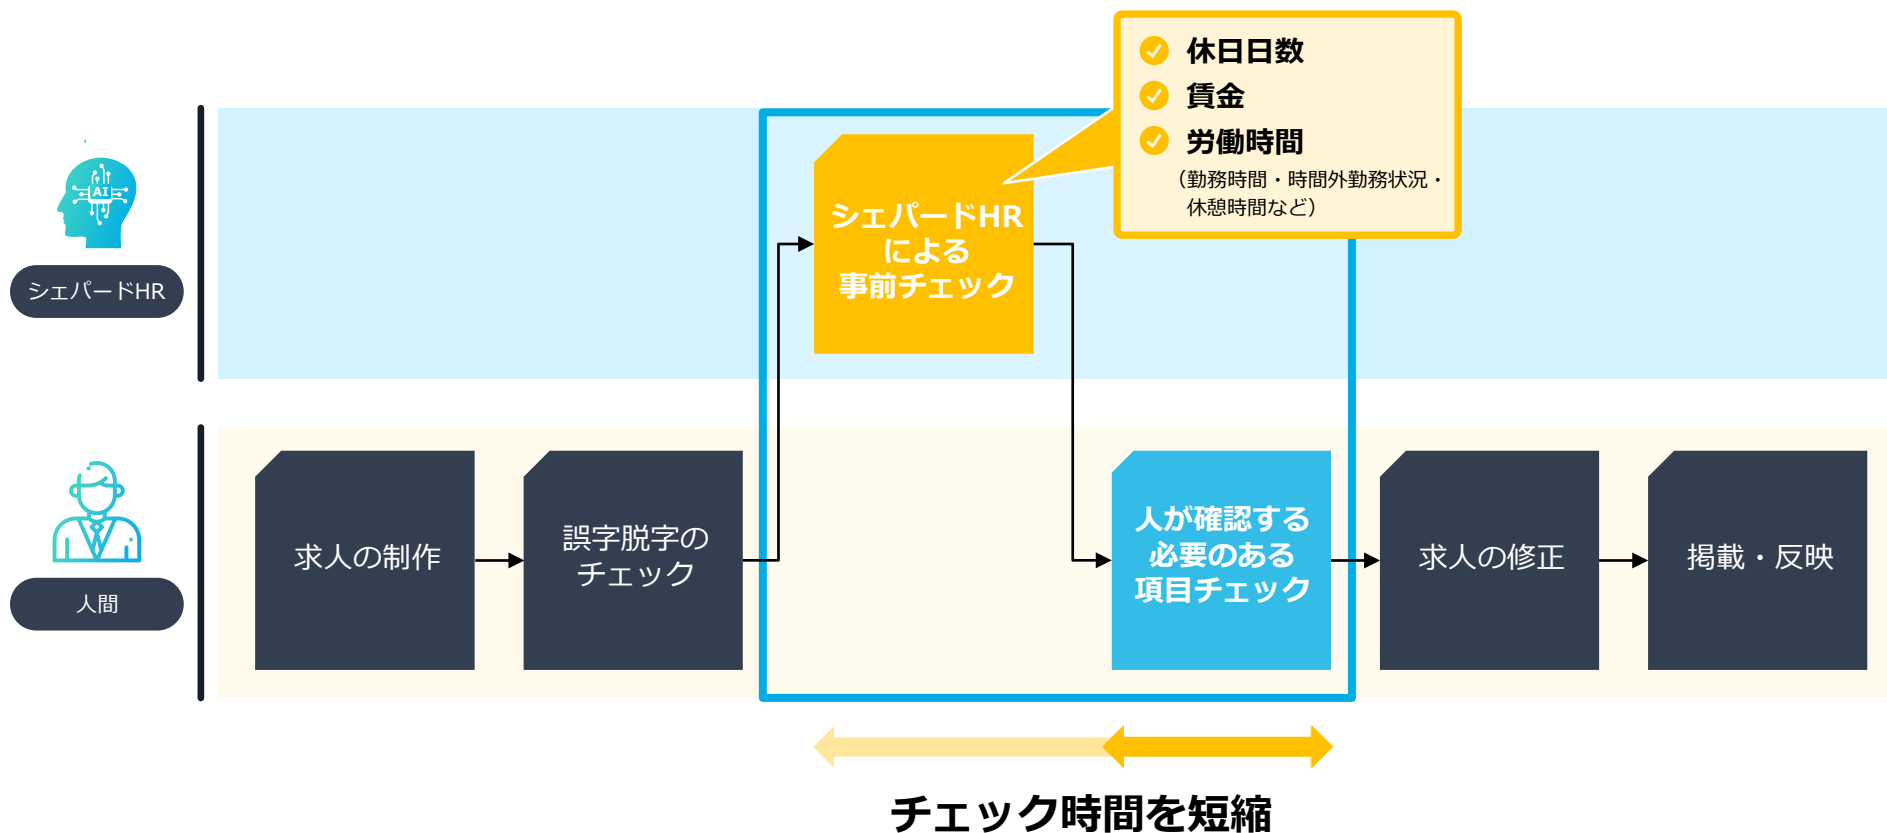 休日日数
賃金
労働時間
（勤務時間・時間外勤務状況・
休憩時間など）
AI
シェパードHR
シェパードHR
による
事前チェック
人間
求人の制作
誤字脱字の
チェック
人が確認する
必要のある
項目チェック
求人の修正
掲載・反映
チェック時間を短縮